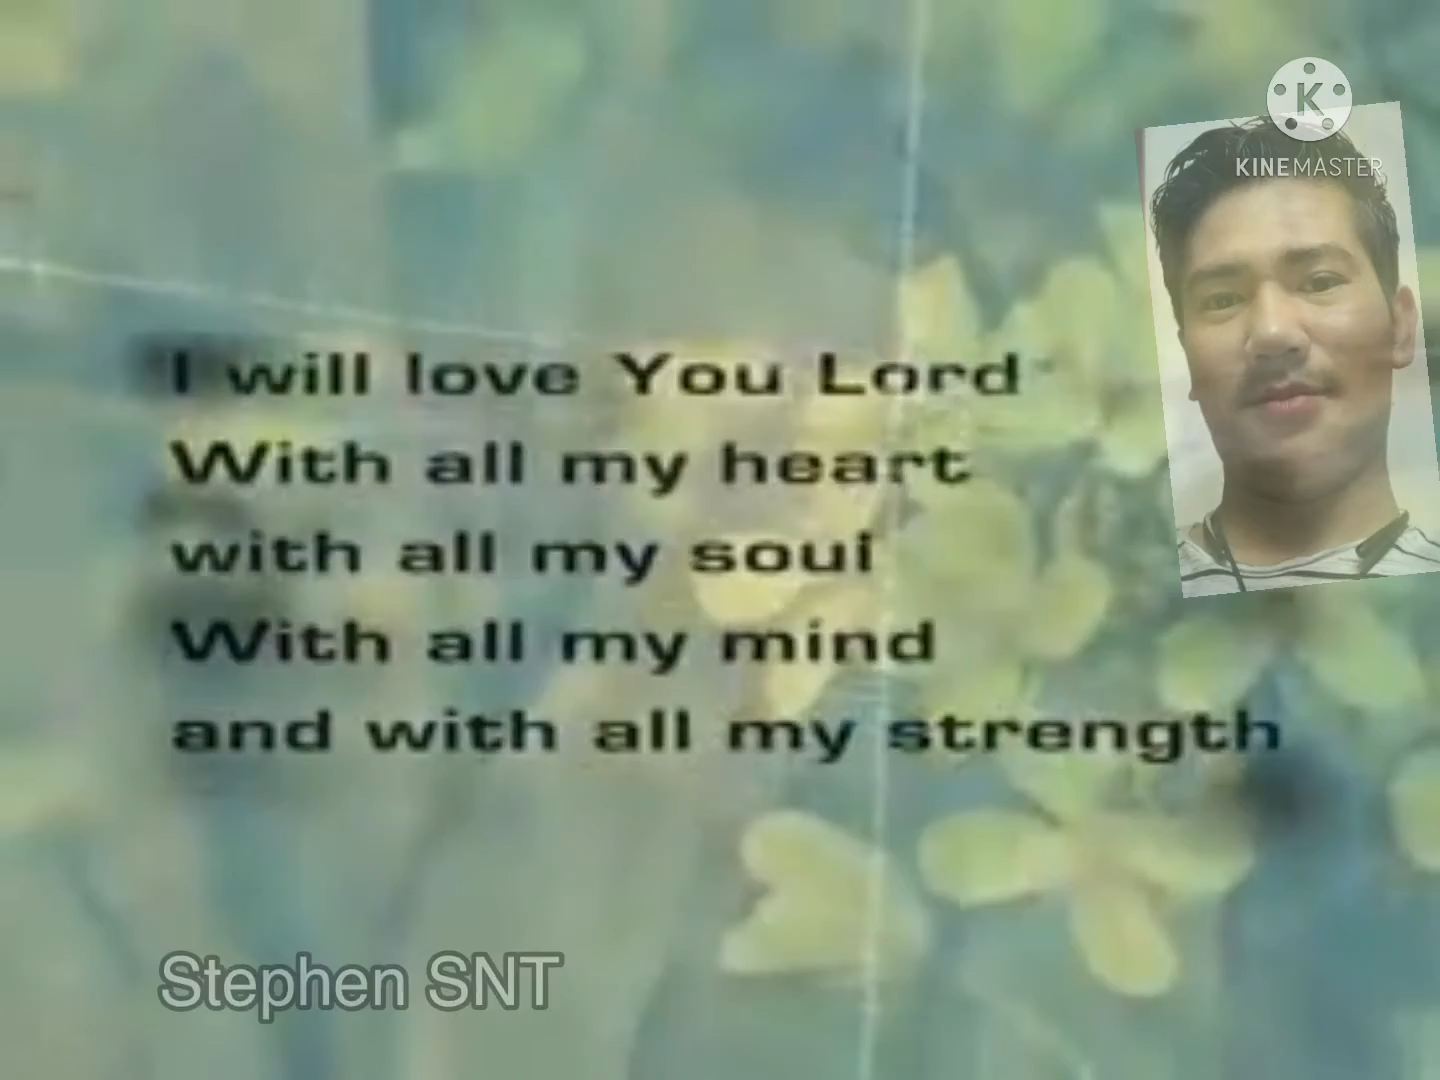 K
KINEMASTER
I will love You Lord
With all my heart
with all my soul
With all my mind
and with all my strength
Stephen SNT